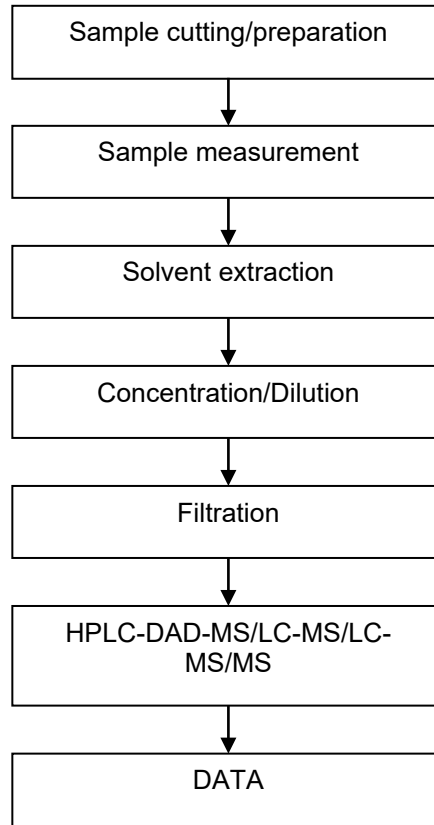 Sample cutting/preparation
Sample measurement
Solvent extraction
Concentration/Dilution
Filtration
HPLC-DAD-MS/LC-MS/LC-
MS/MS
DATA